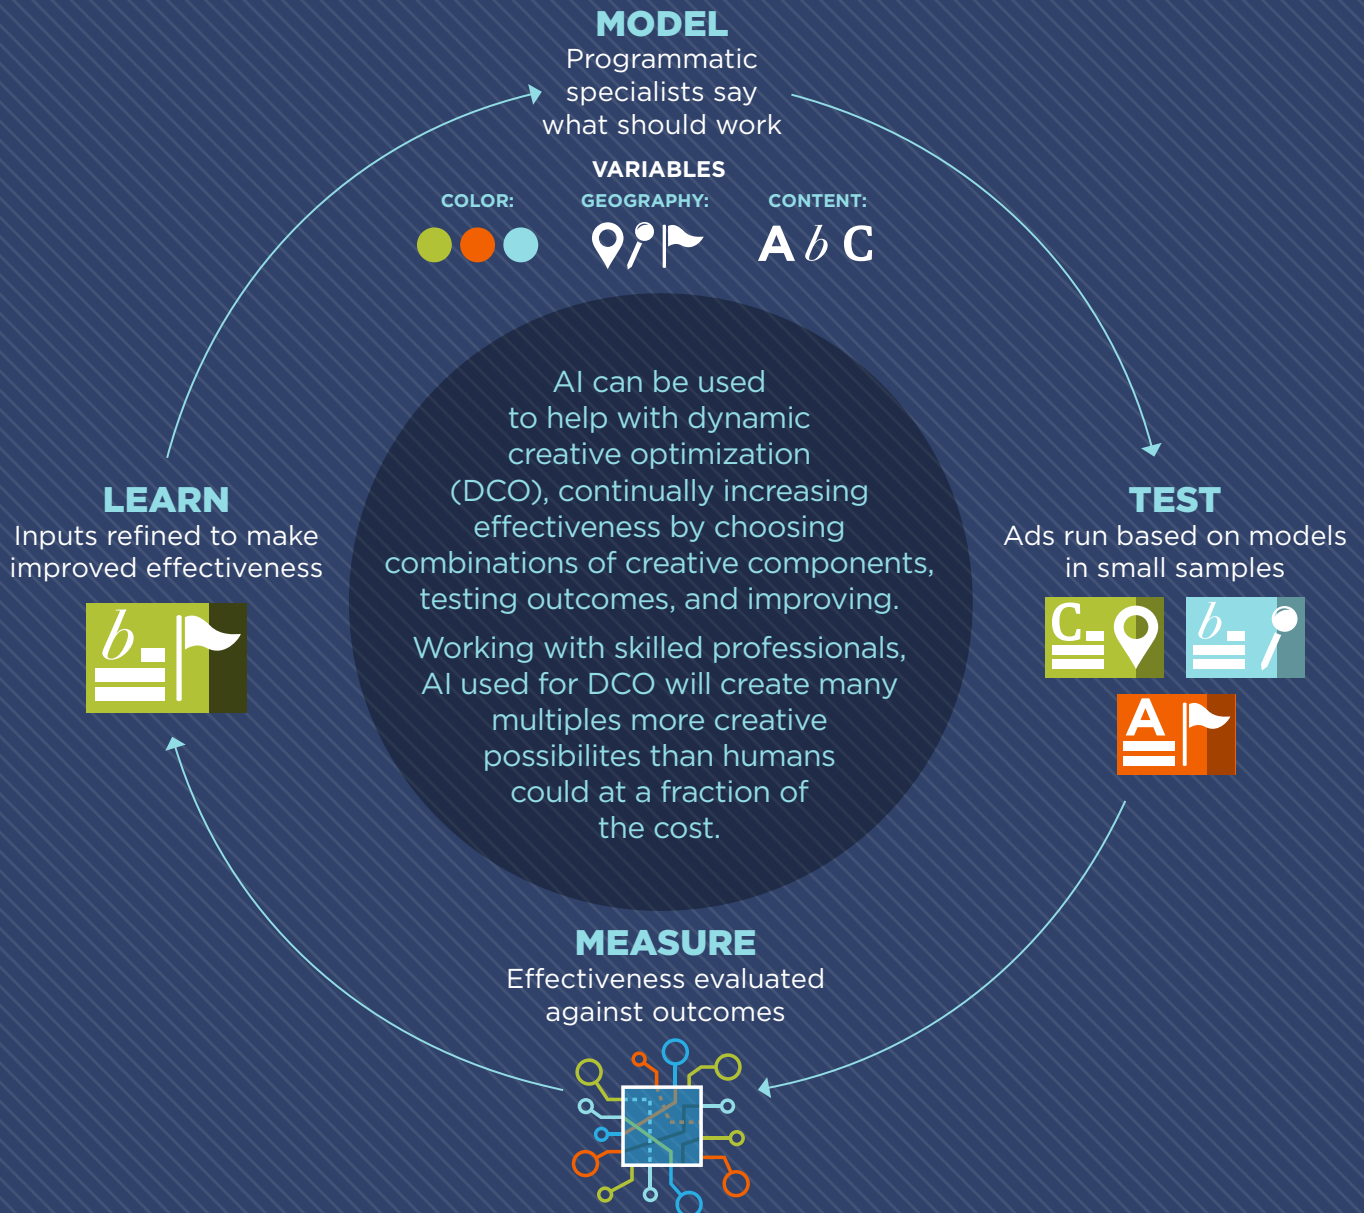 MODEL
Programmatic
specialists say
what should work
VARIABLES
COLOR: GEOGRAPHY: CONTENT:
A b C
AI can be used
to help with dynamic
creative optimization
(DCO), continually increasing
effectiveness by choosing
combinations of creative components,
testing outcomes, and improving.
Working with skilled professionals,
AI used for DCO will create many
multiples more creative
possibilites than humans
could at a fraction of
the cost.
LEARN
Inputs refined to make
improved effectiveness
b
TEST
Ads run based on models
in small samples
C b
A
MEASURE
Effectiveness evaluated
against outcomes